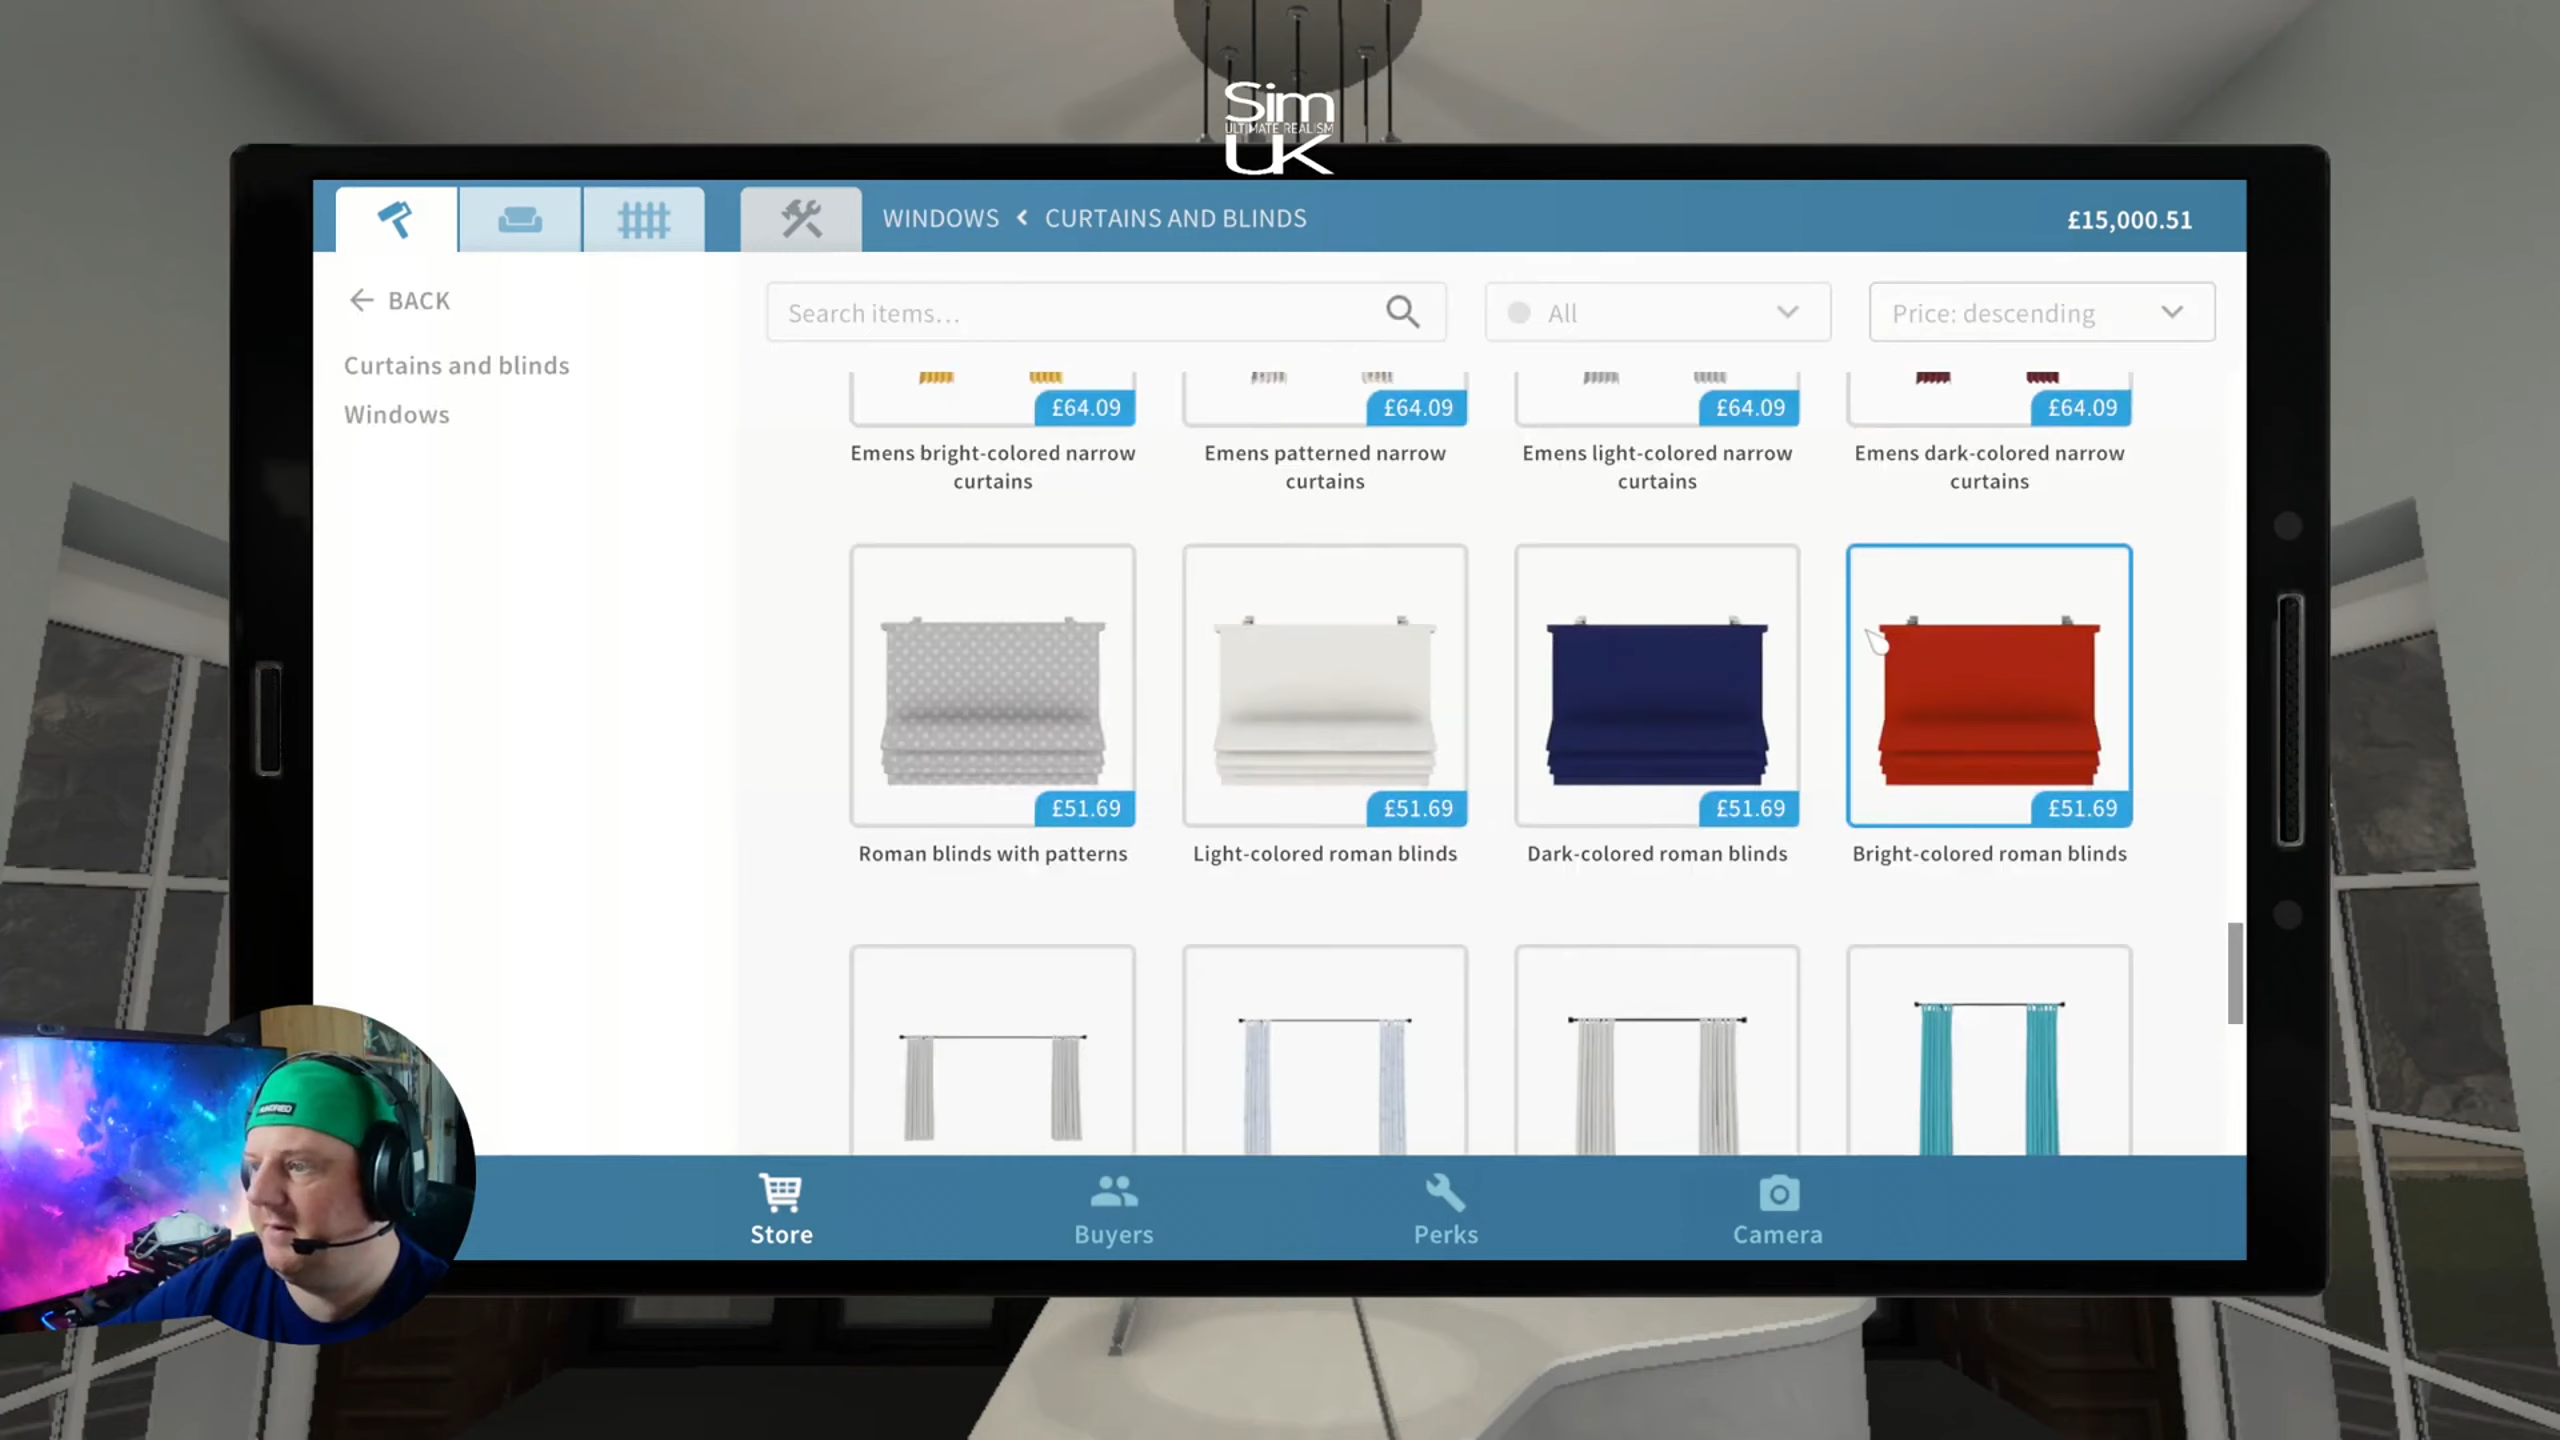 Sim
ULTIMATE REALISM
UK
WINDOWS < CURTAINS AND BLINDS
£15,000.51
BACK
Curtains and blinds
Windows
Search items...
All
Price: descending
£64.09
£64.09
£64.09
£64.09
Emens bright-colored narrow
curtains
Emens patterned narrow
curtains
Emens light-colored narrow
curtains
Emens dark-colored narrow
curtains
£51.69
£51.69
£51.69
£51.69
Roman blinds with patterns
Light-colored roman blinds
Dark-colored roman blinds
Bright-colored roman blinds
Store
Buyers
Perks
Camera